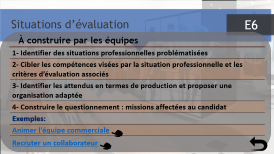 Situations d'évaluation
E6
À construire par les équipes
1- Identifier des situations professionnelles problématisées
2- Cibler les compétences visées par la situation professionnelle et les
critères d'évaluation associés
3- Identifier les attendus en termes de production et proposer une
organisation adaptée
4- Construire le questionnement : missions affectées au candidat
Exemples:
Animer l'équipe commerciale
Recruter un collaborateur